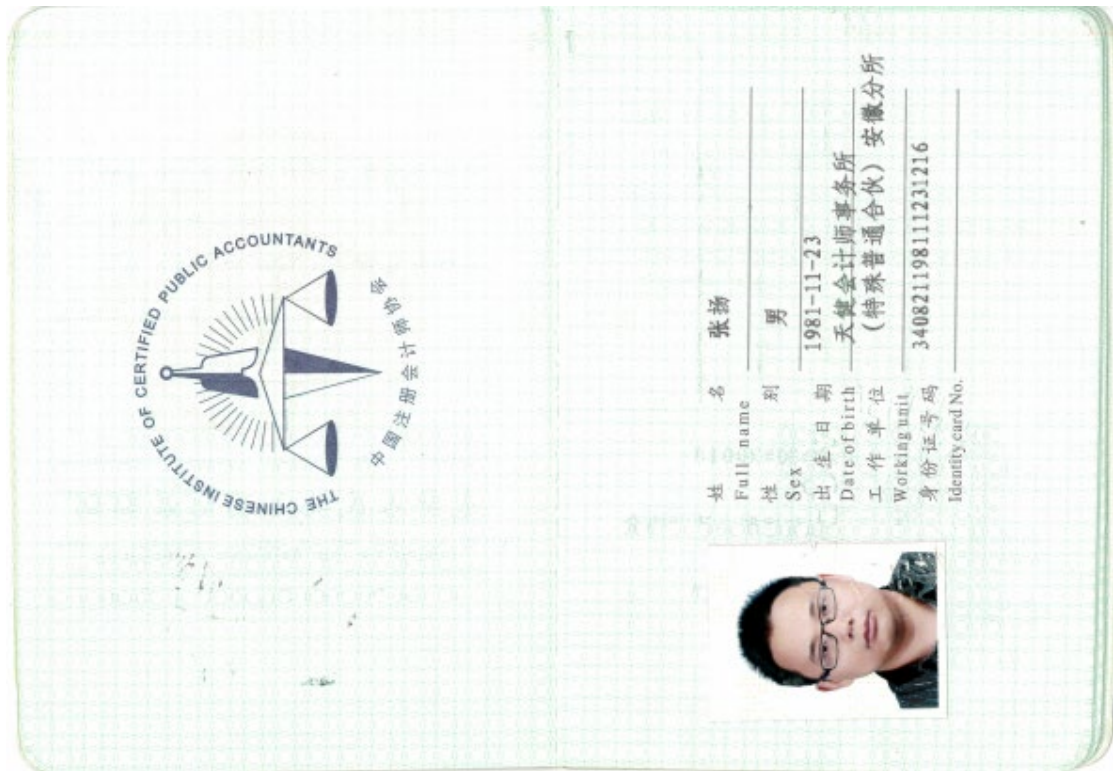 THE CHINESE INSTITUTE OF CERTIFIED PUBLIC ACCOUNTANTS
中国注册会计师协会
姓名 张扬
Full name
性别 男
Sex
出生日期 1981-11-23
Date of birth
工作单位 天健会计师事务所
Working unit (特殊普通合伙) 安徽分所
身份证号码 340821198111231216
Identity card No.